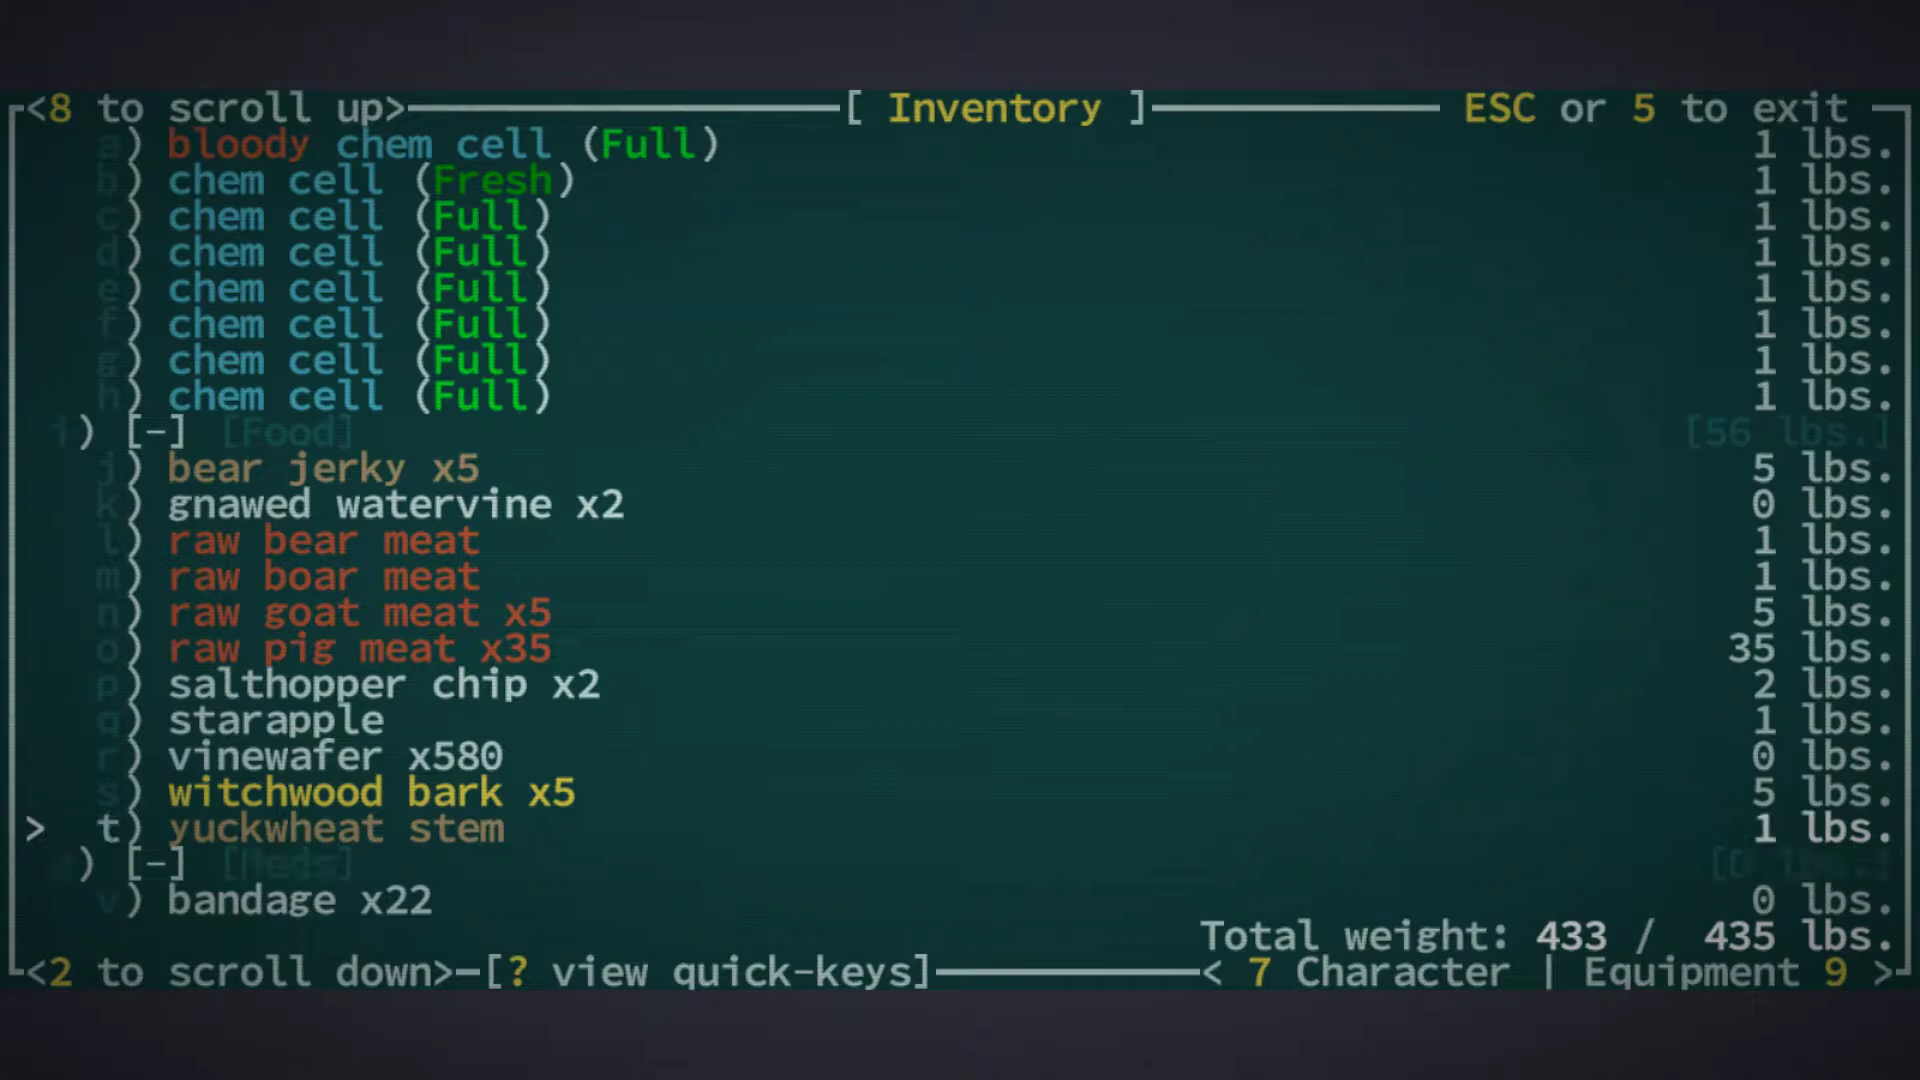 <8 to scroll up> [ Inventory ] ESC or 5 to exit
a) bloody chem cell (Full) 1 lbs.
b) chem cell (Fresh) 1 lbs.
c) chem cell (Full) 1 lbs.
d) chem cell (Full) 1 lbs.
e) chem cell (Full) 1 lbs.
f) chem cell (Full) 1 lbs.
g) chem cell (Full) 1 lbs.
h) chem cell (Full) 1 lbs.
i) [-] [Food] [56 lbs.]
j) bear jerky x5 5 lbs.
k) gnawed watervine x2 0 lbs.
l) raw bear meat 1 lbs.
m) raw boar meat 1 lbs.
n) raw goat meat x5 5 lbs.
o) raw pig meat x35 35 lbs.
p) salthopper chip x2 2 lbs.
q) starapple 1 lbs.
r) vinewafer x580 0 lbs.
s) witchwood bark x5 5 lbs.
> t) yuckwheat stem 1 lbs.
) [-] [Meds] [0 lbs.]
v) bandage x22 0 lbs.
Total weight: 433 / 435 lbs.
<2 to scroll down> [? view quick-keys] < 7 Character | Equipment 9 >